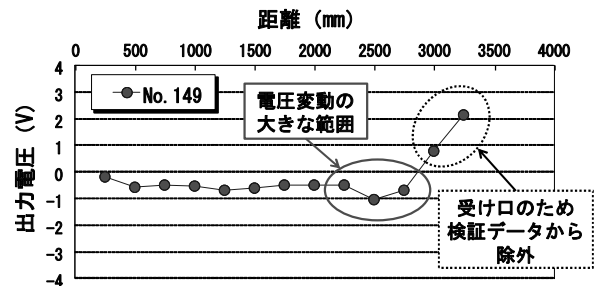 距離 (mm)
0 500 1000 1500 2000 2500 3000 3500 4000
4
3
2
1
0
-1
-2
-3
-4
出力電圧 (V)
No. 149
電圧変動の
大きな範囲
受け口のため
検証データから
除外